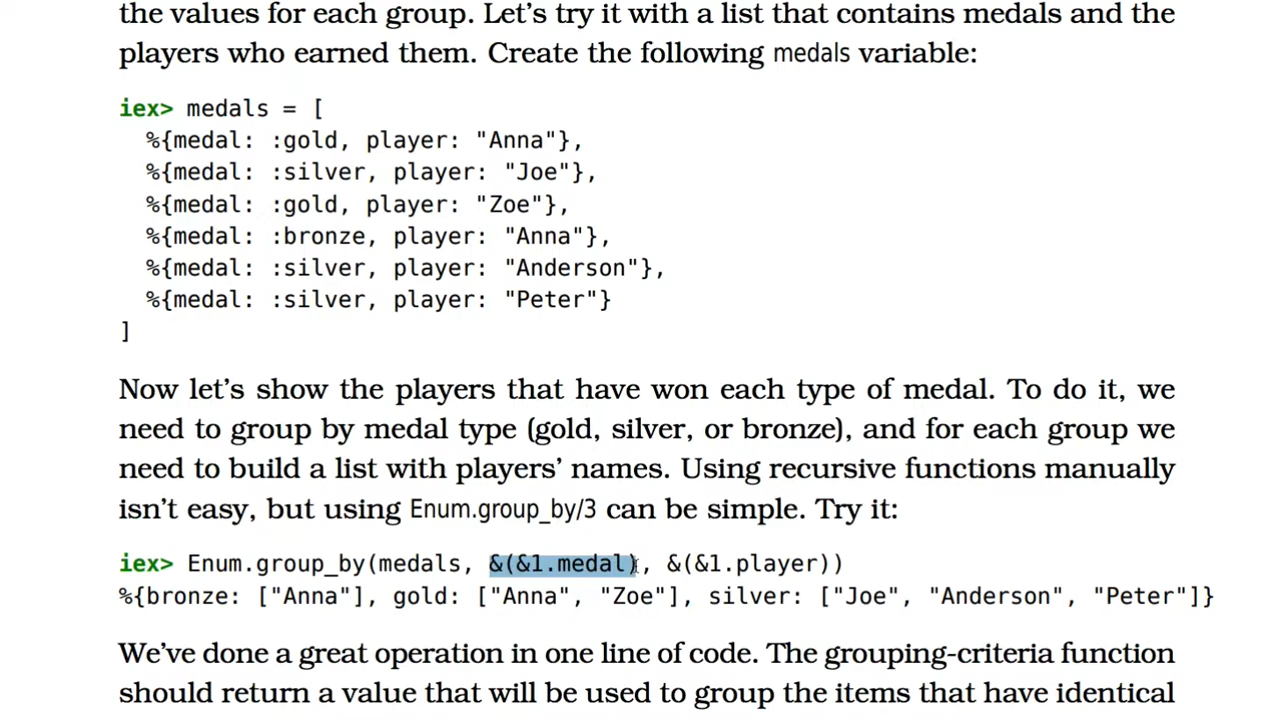 the values for each group. Let’s try it with a list that contains medals and the
players who earned them. Create the following medals variable:
iex> medals = [
  %{medal: :gold, player: "Anna"},
  %{medal: :silver, player: "Joe"},
  %{medal: :gold, player: "Zoe"},
  %{medal: :bronze, player: "Anna"},
  %{medal: :silver, player: "Anderson"},
  %{medal: :silver, player: "Peter"}
]
Now let’s show the players that have won each type of medal. To do it, we
need to group by medal type (gold, silver, or bronze), and for each group we
need to build a list with players’ names. Using recursive functions manually
isn’t easy, but using Enum.group_by/3 can be simple. Try it:
iex> Enum.group_by(medals, &(&1.medal), &(&1.player))
%{bronze: ["Anna"], gold: ["Anna", "Zoe"], silver: ["Joe", "Anderson", "Peter"]}
We’ve done a great operation in one line of code. The grouping-criteria function
should return a value that will be used to group the items that have identical